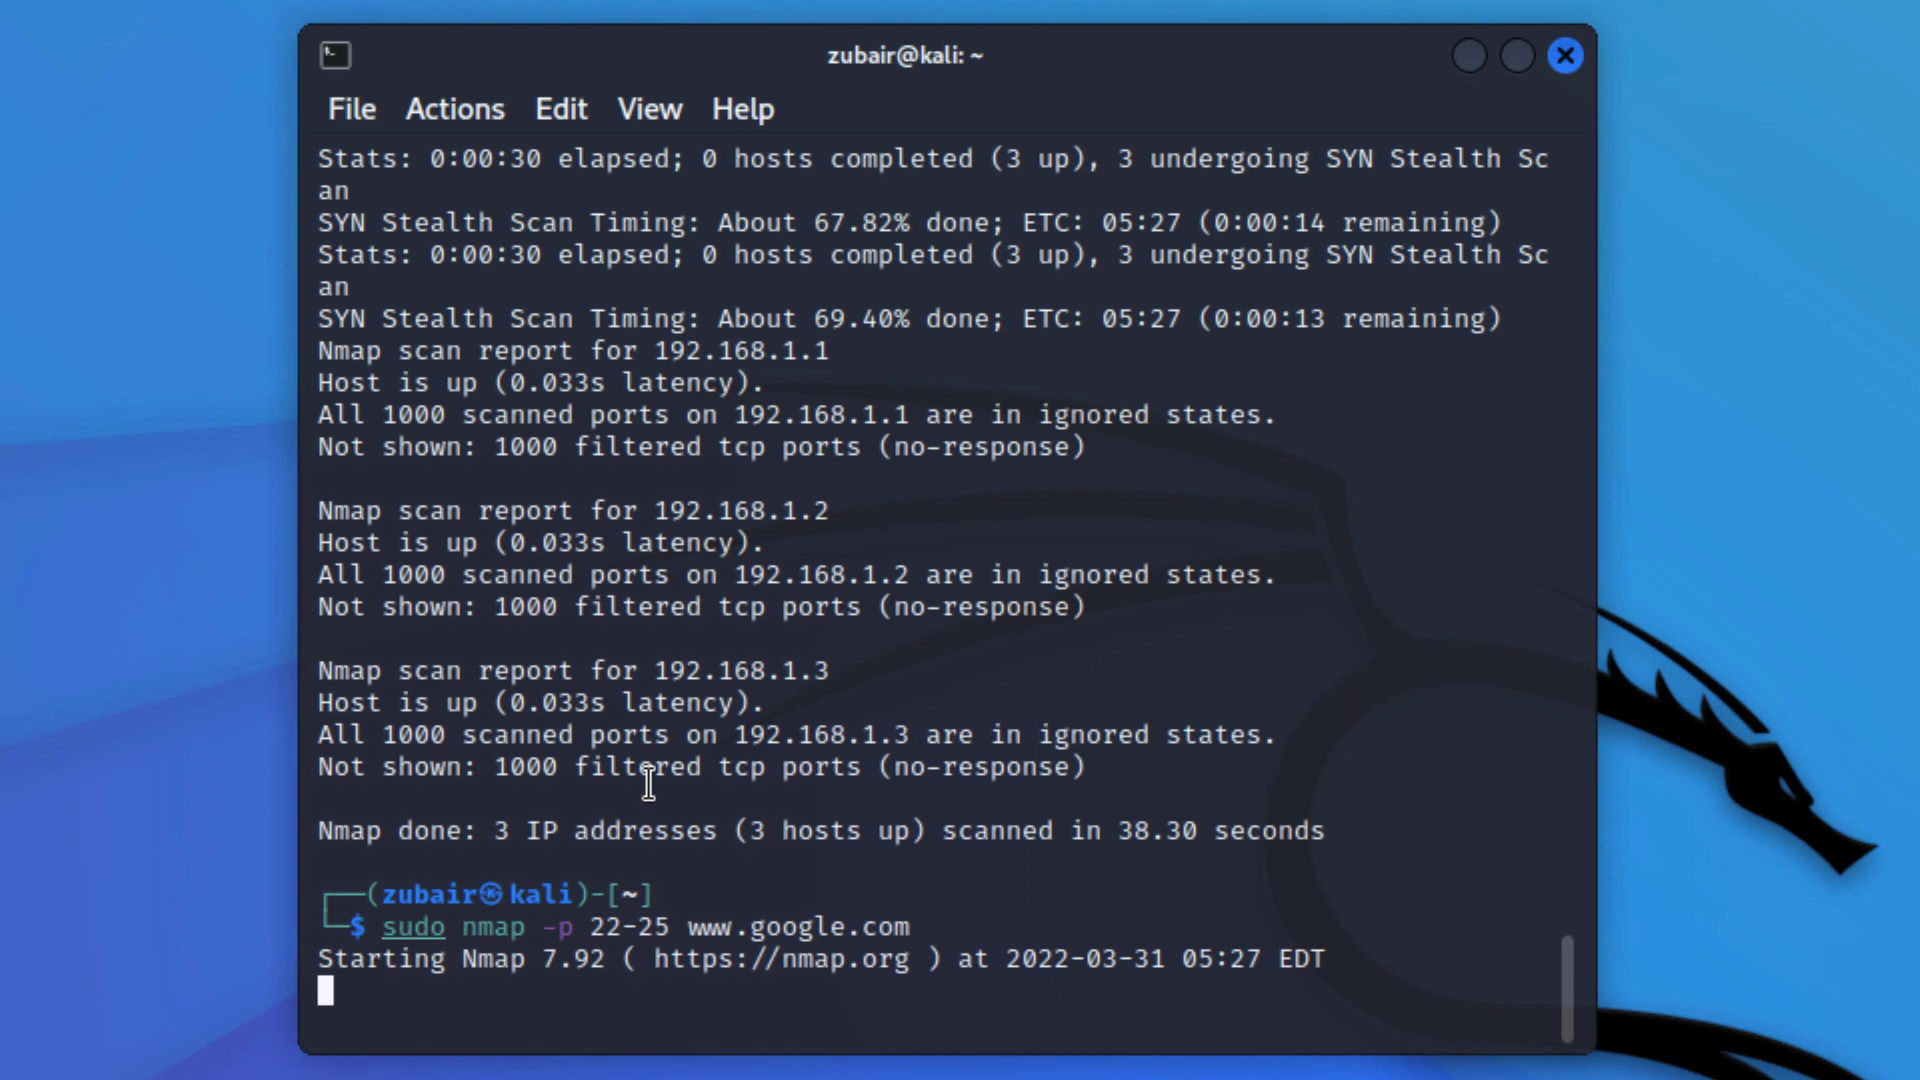 zubair@kali: ~
File Actions Edit View Help
Stats: 0:00:30 elapsed; 0 hosts completed (3 up), 3 undergoing SYN Stealth Sc
an
SYN Stealth Scan Timing: About 67.82% done; ETC: 05:27 (0:00:14 remaining)
Stats: 0:00:30 elapsed; 0 hosts completed (3 up), 3 undergoing SYN Stealth Sc
an
SYN Stealth Scan Timing: About 69.40% done; ETC: 05:27 (0:00:13 remaining)
Nmap scan report for 192.168.1.1
Host is up (0.033s latency).
All 1000 scanned ports on 192.168.1.1 are in ignored states.
Not shown: 1000 filtered tcp ports (no-response)
Nmap scan report for 192.168.1.2
Host is up (0.033s latency).
All 1000 scanned ports on 192.168.1.2 are in ignored states.
Not shown: 1000 filtered tcp ports (no-response)
Nmap scan report for 192.168.1.3
Host is up (0.033s latency).
All 1000 scanned ports on 192.168.1.3 are in ignored states.
Not shown: 1000 filtered tcp ports (no-response)
Nmap done: 3 IP addresses (3 hosts up) scanned in 38.30 seconds
┌──(zubair㉿kali)-[~]
└─$ sudo nmap -p 22-25 www.google.com
Starting Nmap 7.92 ( https://nmap.org ) at 2022-03-31 05:27 EDT